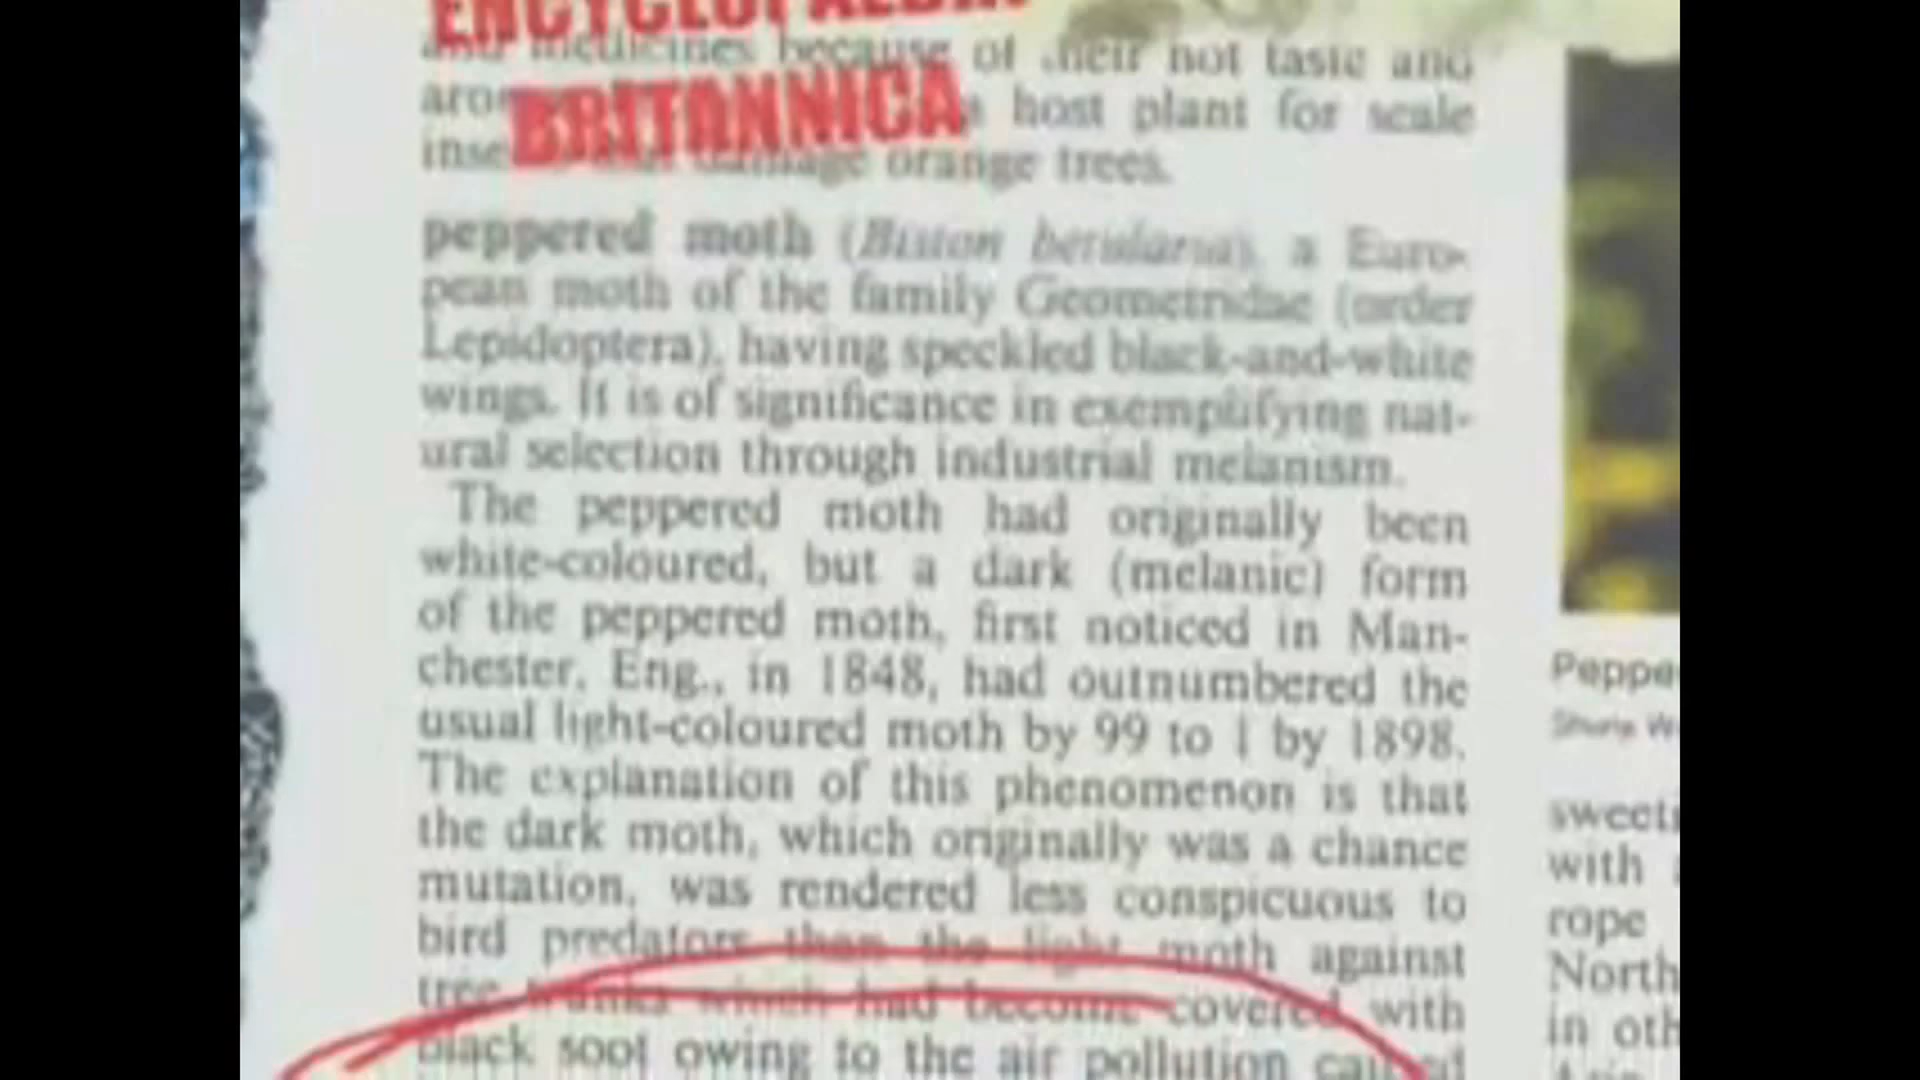 ENCYCLOPAEDIA
BRITANNICA
and medicines because of their hot taste and
host plant for scale
damage orange trees.
peppered moth (Biston betularia), a Euro-
pean moth of the family Geometridae (order
Lepidoptera), having speckled black-and-white
wings. It is of significance in exemplifying nat-
ural selection through industrial melanism.
The peppered moth had originally been
white-coloured, but a dark (melanic) form
of the peppered moth, first noticed in Man-
chester, Eng., in 1848, had outnumbered the
usual light-coloured moth by 99 to 1 by 1898.
The explanation of this phenomenon is that
the dark moth, which originally was a chance
mutation, was rendered less conspicuous to
bird predators than the light moth against
tree trunks which had become covered with
black soot owing to the air pollution caused
Peppe
sweet
with
rope
North
in oth